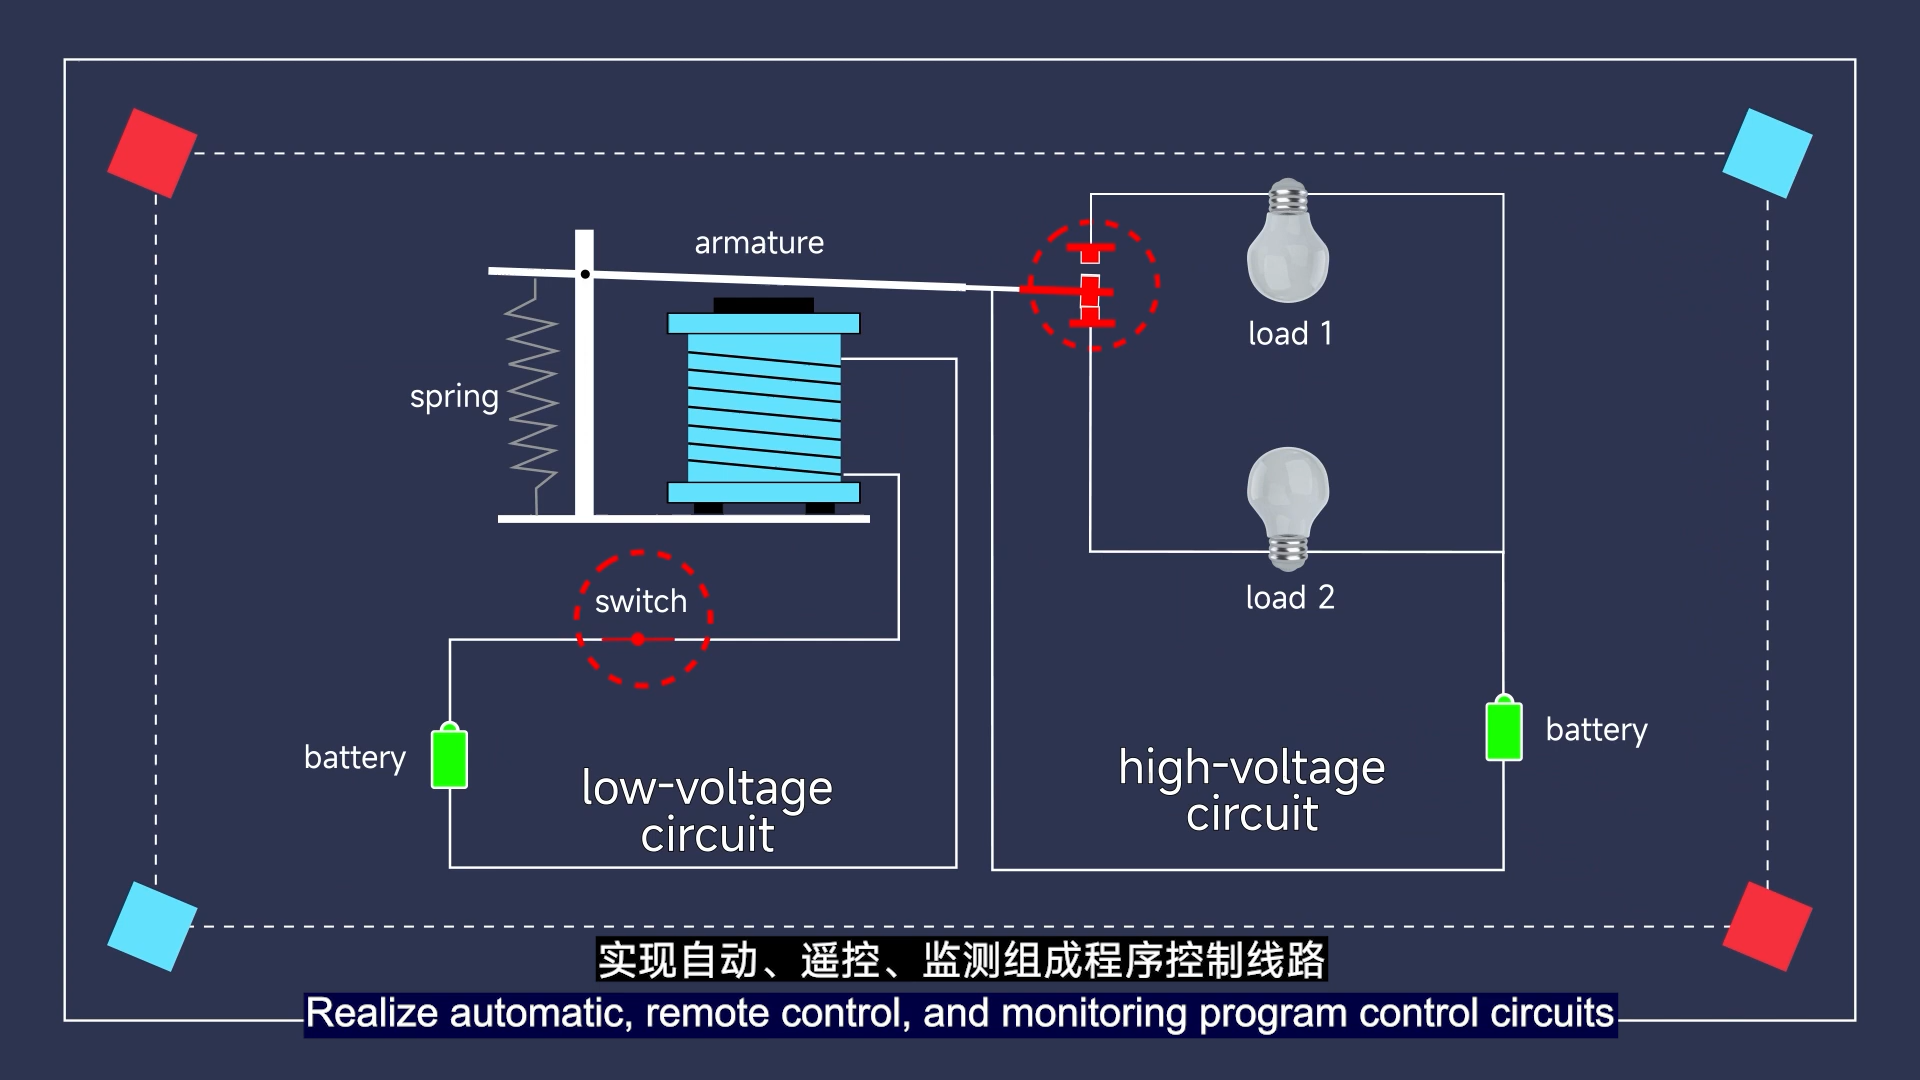 armature
load 1
spring
load 2
switch
battery
battery
low-voltage
circuit
high-voltage
circuit
实现自动、遥控、监测组成程序控制线路
Realize automatic, remote control, and monitoring program control circuits